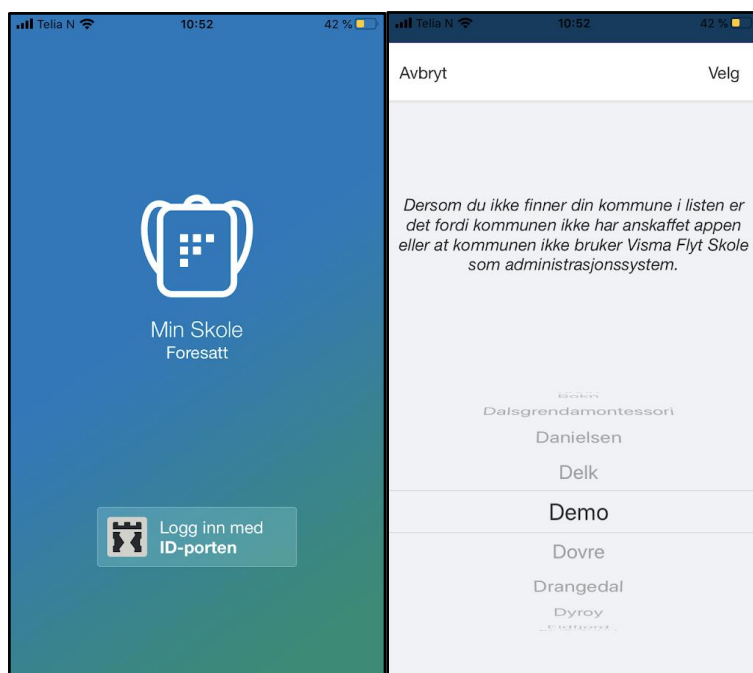 Telia N 10:52 42 %
Min Skole
Foresatt
Logg inn med
ID-porten
Telia N 10:52 42 %
Avbryt Velg
Dersom du ikke finner din kommune i listen er
det fordi kommunen ikke har anskaffet appen
eller at kommunen ikke bruker Visma Flyt Skole
som administrasjonssystem.
Bokn
Dalsgrendamontessori
Danielsen
Delk
Demo
Dovre
Drangedal
Dyroy
Eidfjord